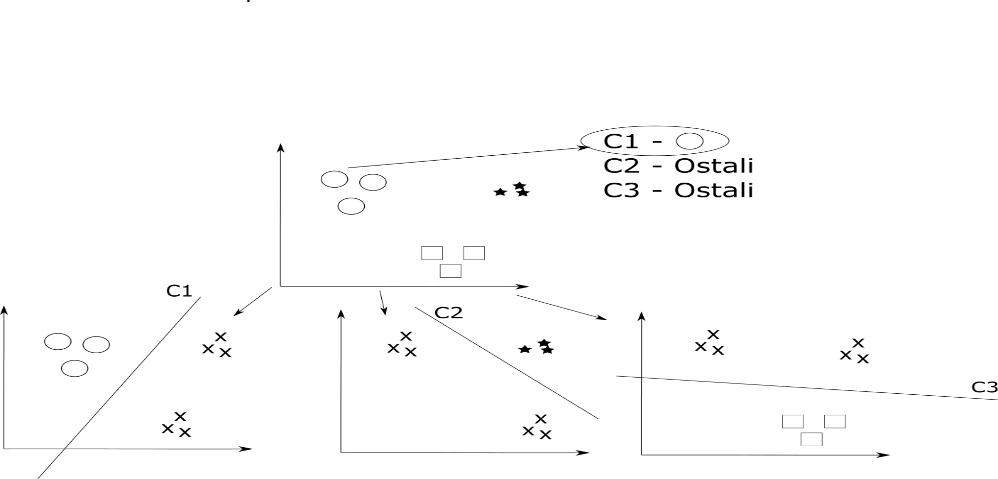 C1 -
C2 - Ostali
C3 - Ostali
C1
C2
C3